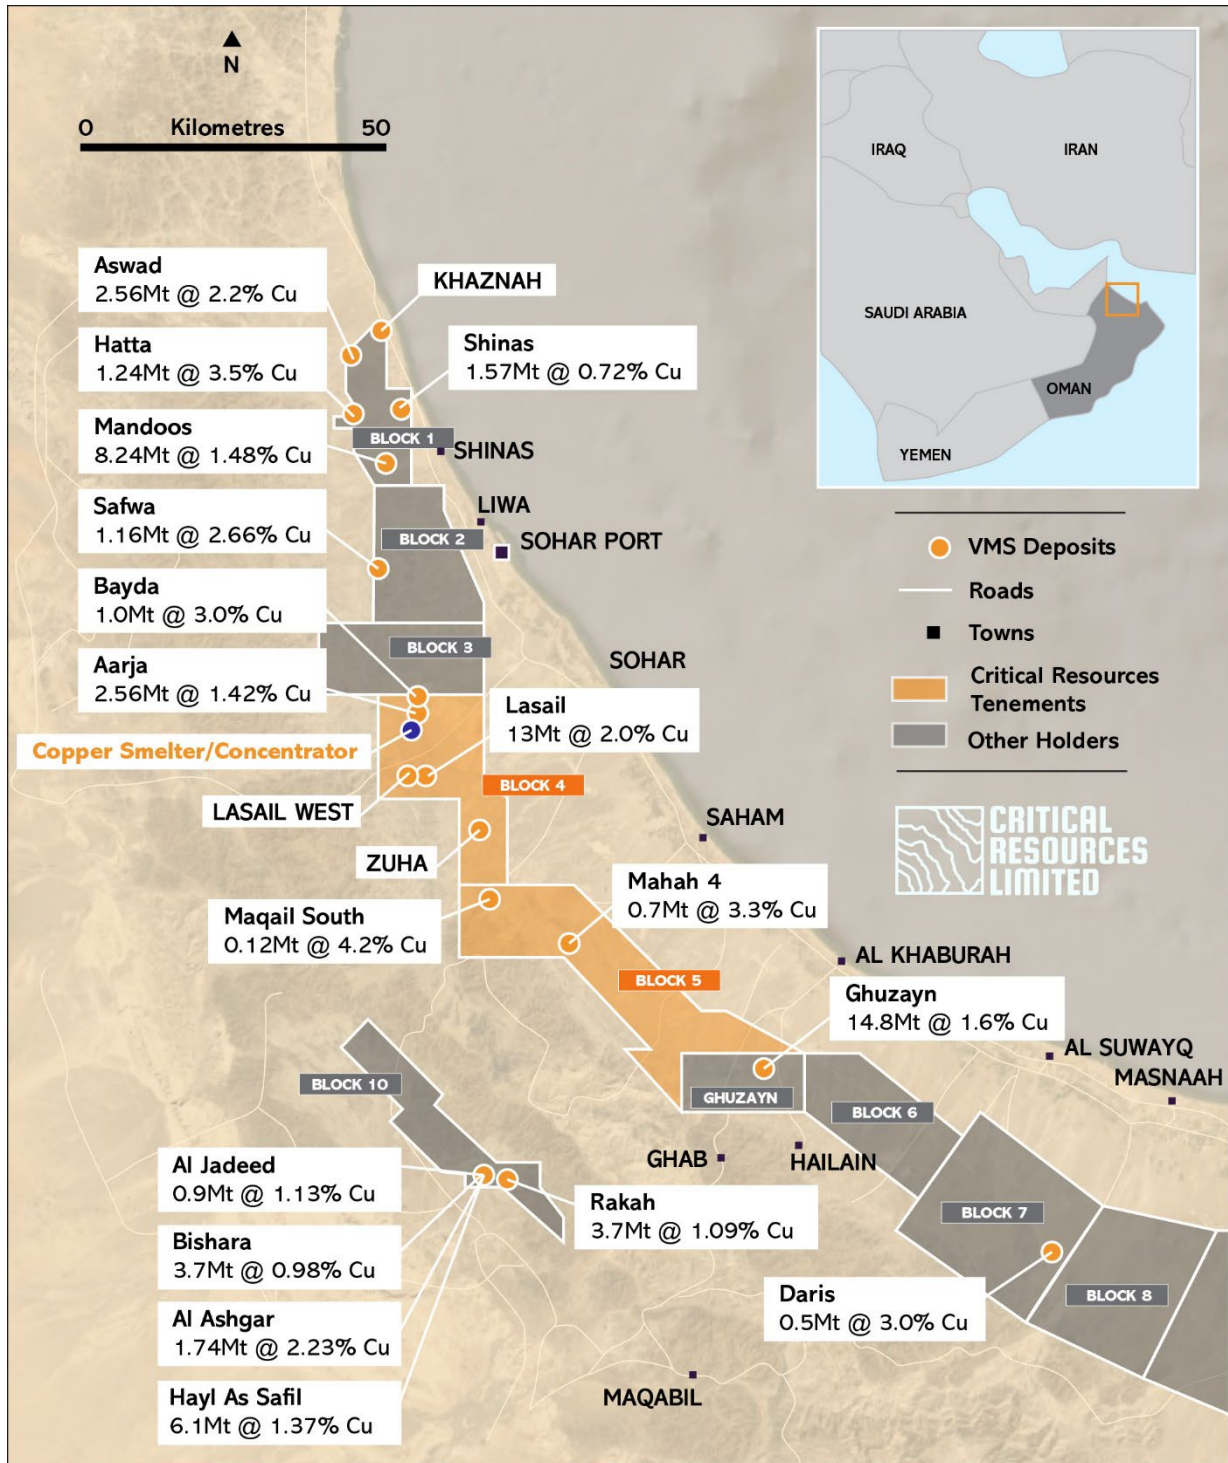 N
0 Kilometres 50
Aswad
2.56Mt @ 2.2% Cu
KHAZNAH
Hatta
1.24Mt @ 3.5% Cu
Shinas
1.57Mt @ 0.72% Cu
Mandoos
8.24Mt @ 1.48% Cu
BLOCK 1
SHINAS
Safwa
1.16Mt @ 2.66% Cu
LIWA
BLOCK 2
SOHAR PORT
Bayda
1.0Mt @ 3.0% Cu
BLOCK 3
SOHAR
Aarja
2.56Mt @ 1.42% Cu
Lasail
13Mt @ 2.0% Cu
Copper Smelter/Concentrator
BLOCK 4
LASAIL WEST
SAHAM
ZUHA
Mahah 4
0.7Mt @ 3.3% Cu
Maqail South
0.12Mt @ 4.2% Cu
AL KHABURAH
BLOCK 5
Ghuzayn
14.8Mt @ 1.6% Cu
AL SUWAYQ
MASNAAH
BLOCK 10
GHUZAYN
BLOCK 6
GHAB
HAILAIN
Al Jadeed
0.9Mt @ 1.13% Cu
Rakah
3.7Mt @ 1.09% Cu
BLOCK 7
Bishara
3.7Mt @ 0.98% Cu
Daris
0.5Mt @ 3.0% Cu
BLOCK 8
Al Ashgar
1.74Mt @ 2.23% Cu
Hayl As Safil
6.1Mt @ 1.37% Cu
MAQABIL
IRAQ
IRAN
SAUDI ARABIA
OMAN
YEMEN
VMS Deposits
Roads
Towns
Critical Resources
Tenements
Other Holders
CRITICAL
RESOURCES
LIMITED